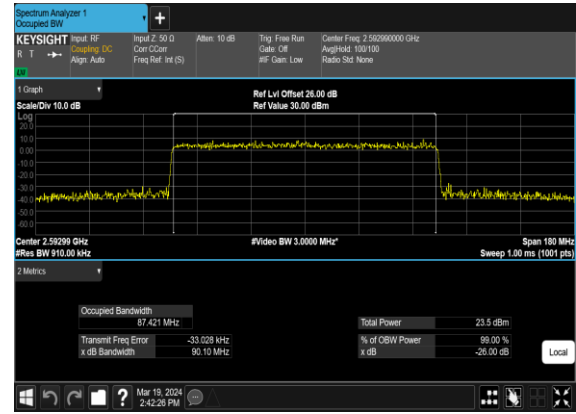 Spectrum Analyzer 1
Occupied BW
+
KEYSIGHT Input: RF Input Z: 50 Ω Atten: 10 dB Trig: Free Run Center Freq: 2.592990000 GHz
R T Coupling: DC Corr CCorr Gate: Off Avg|Hold: 100/100
Align: Auto Freq Ref: Int (S) #IF Gain: Low Radio Std: None
LW
1 Graph Ref Lvl Offset 26.00 dB
Scale/Div 10.0 dB Ref Value 30.00 dBm
Log
20.0
10.0
0.00
-10.0
-20.0
-30.0
-40.0
-50.0
-60.0
Center 2.59299 GHz #Video BW 3.0000 MHz* Span 180 MHz
#Res BW 910.00 kHz Sweep 1.00 ms (1001 pts)
2 Metrics
Occupied Bandwidth
87.421 MHz Total Power 23.5 dBm
Transmit Freq Error -33.028 kHz % of OBW Power 99.00 %
x dB Bandwidth 90.10 MHz x dB -26.00 dB
Local
? Mar 19, 2024
2:42:26 PM